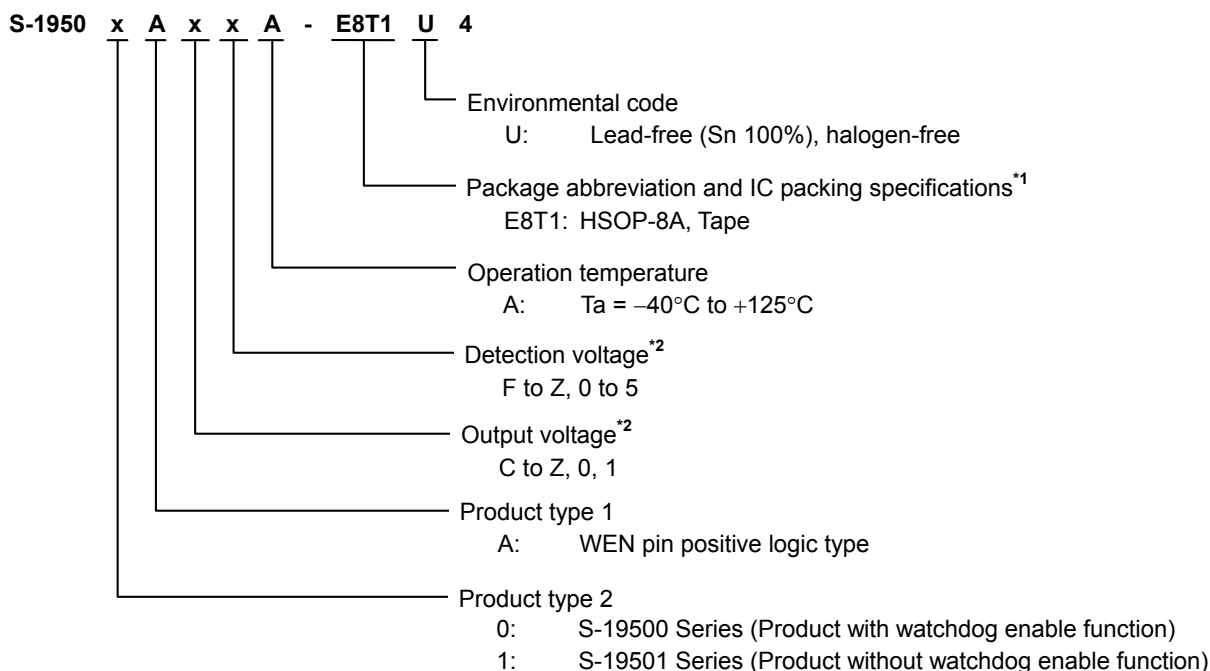 S-1950 x A x x A - E8T1 U 4
Environmental code
U: Lead-free (Sn 100%), halogen-free
Package abbreviation and IC packing specifications*1
E8T1: HSOP-8A, Tape
Operation temperature
A: Ta = −40°C to +125°C
Detection voltage*2
F to Z, 0 to 5
Output voltage*2
C to Z, 0, 1
Product type 1
A: WEN pin positive logic type
Product type 2
0: S-19500 Series (Product with watchdog enable function)
1: S-19501 Series (Product without watchdog enable function)